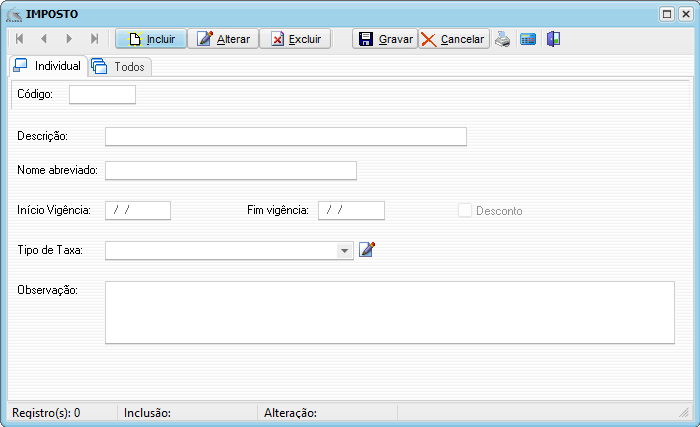 IMPOSTO
Incluir Alterar Excluir Gravar Cancelar
Individual Todos
Código:
Descrição:
Nome abreviado:
Início Vigência: / / Fim vigência: / / Desconto
Tipo de Taxa:
Observação:
Registro(s): 0 Inclusão: Alteração: